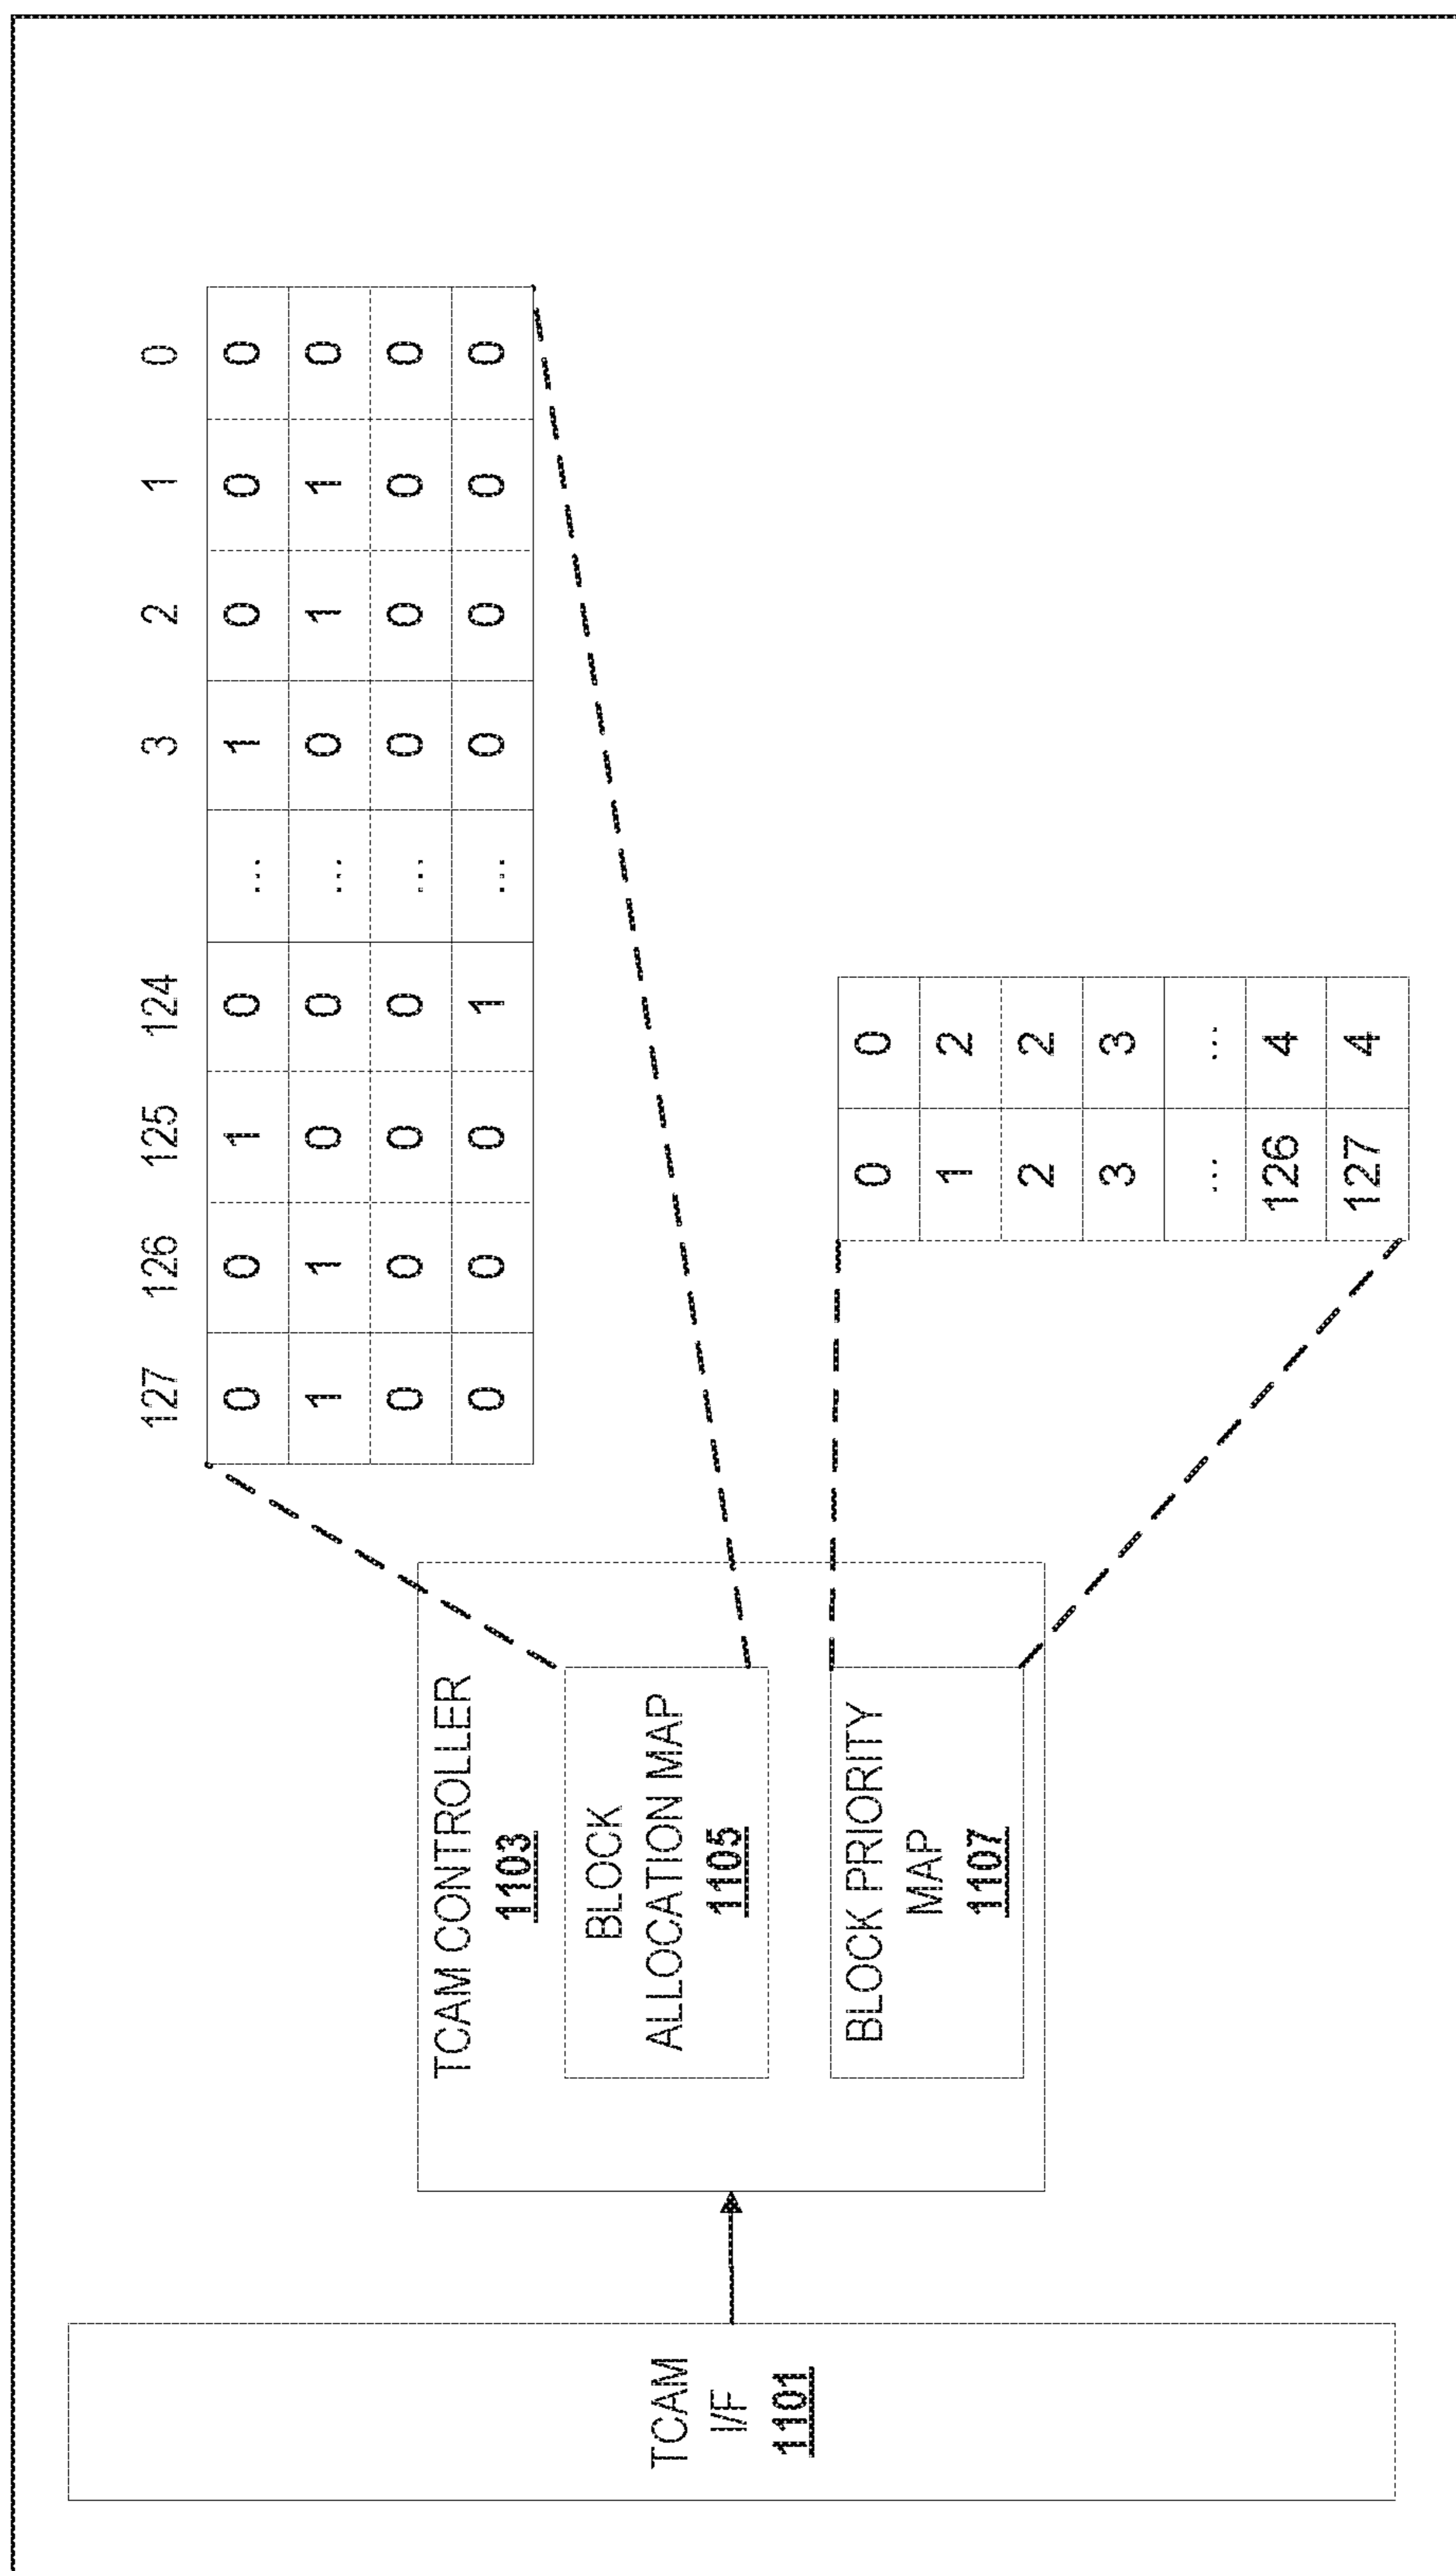 TCAM
I/F
1101
TCAM CONTROLLER
1103
BLOCK
ALLOCATION MAP
1105
BLOCK PRIORITY
MAP
1107
127 126 125 124 3 2 1 0
0 0 1 0 ... 1 0 0 0
1 1 0 0 ... 0 1 1 0
0 0 0 0 ... 0 0 0 0
0 0 0 1 ... 0 0 0 0
0 0
1 2
2 2
3 3
... ...
126 4
127 4